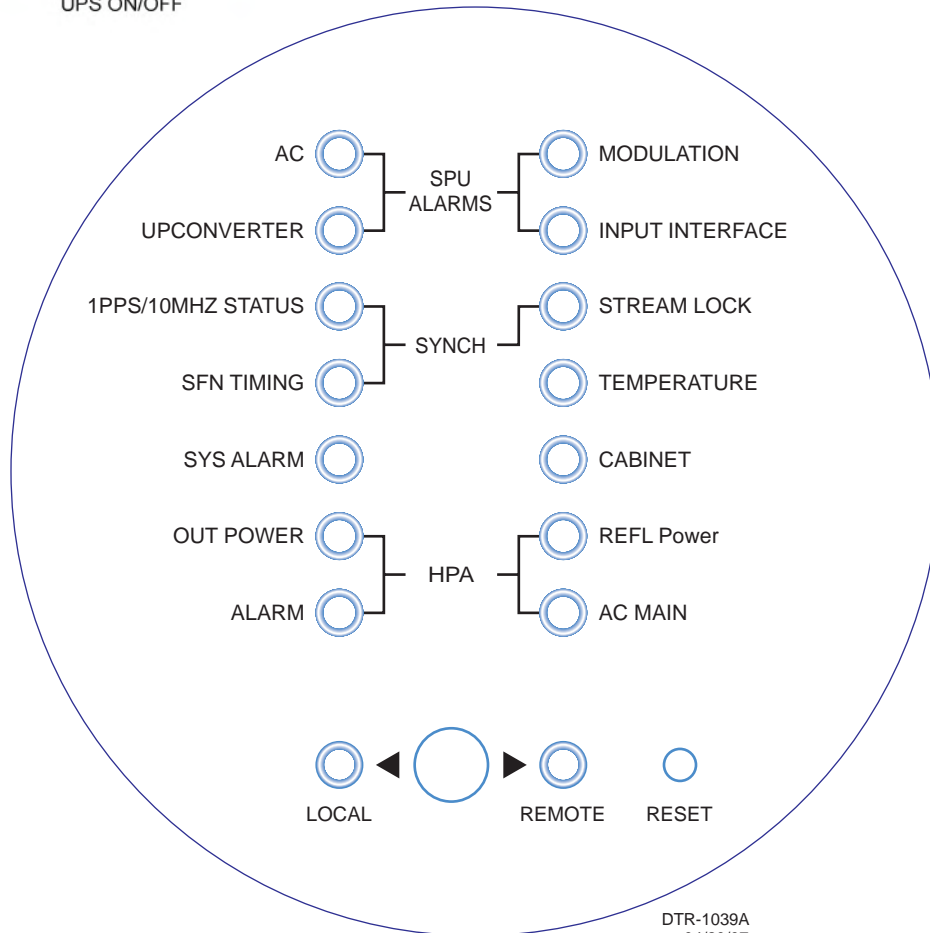 UPS ON/OFF
AC
MODULATION
SPU
ALARMS
UPCONVERTER
INPUT INTERFACE
1PPS/10MHZ STATUS
STREAM LOCK
SYNCH
SFN TIMING
TEMPERATURE
SYS ALARM
CABINET
OUT POWER
REFL Power
HPA
ALARM
AC MAIN
LOCAL
REMOTE
RESET
DTR-1039A